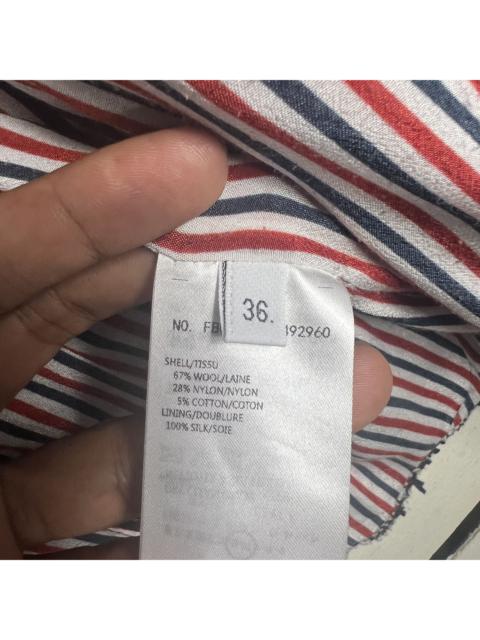 36.
NO. FB 492960
SHELL/TISSU
67% WOOL/LAINE
28% NYLON/NYLON
5% COTTON/COTON
LINING/DOUBLURE
100% SILK/SOIE